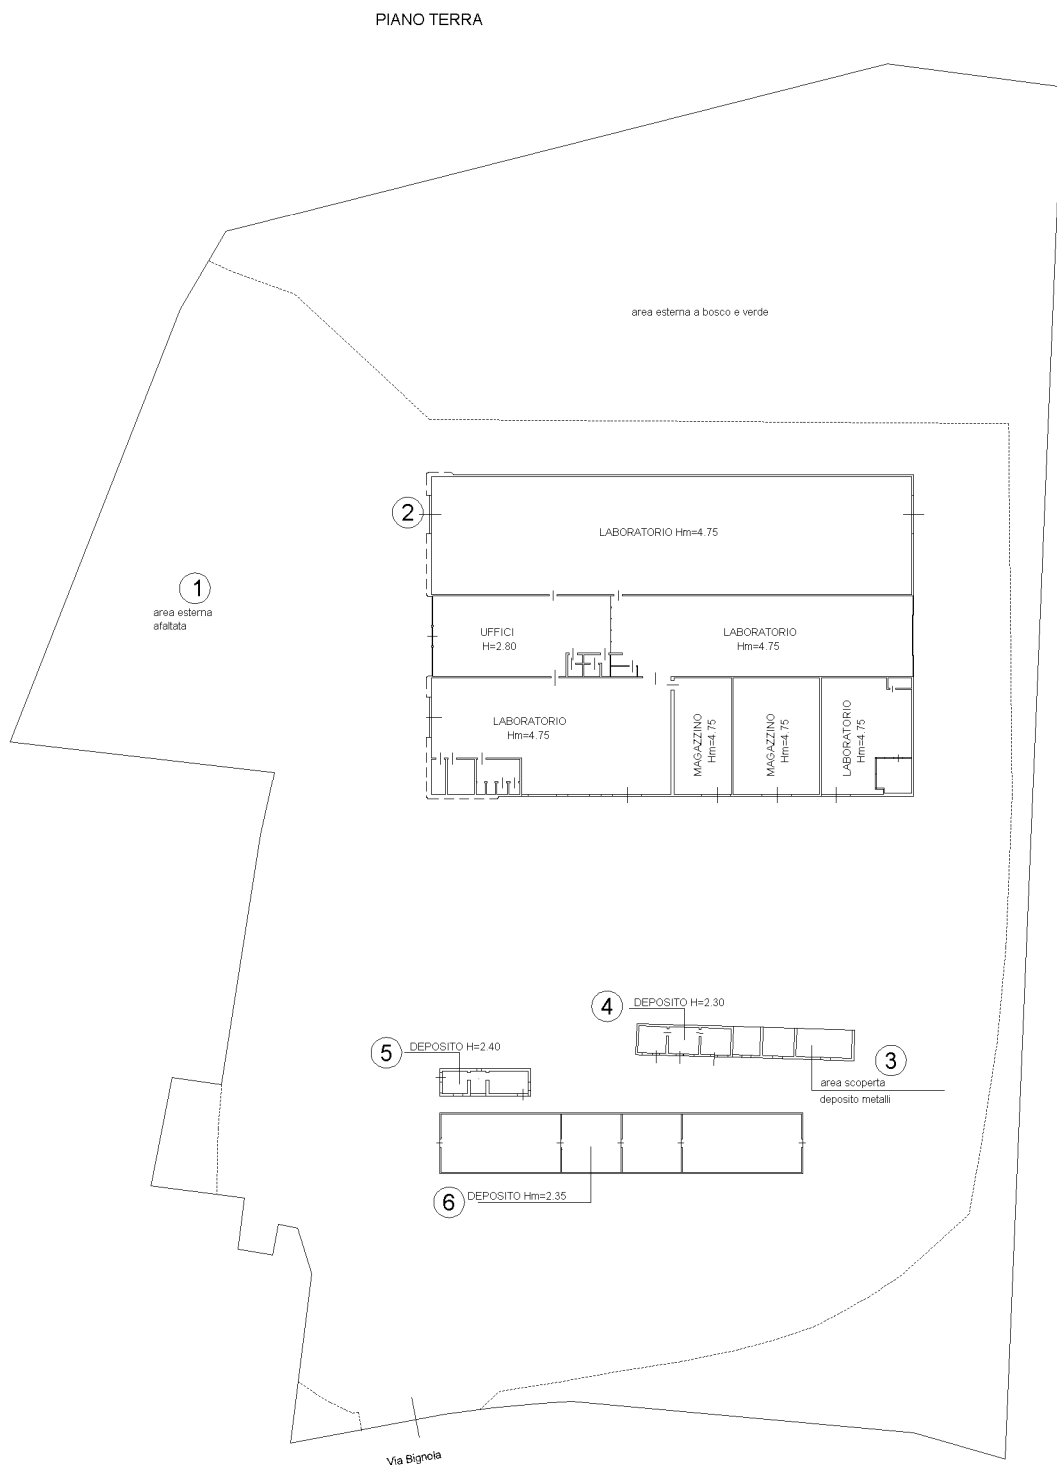 PIANO TERRA
area esterna a bosco e verde
2
LABORATORIO Hm=4.75
1
area esterna
afaltata
UFFICI
H=2.80
LABORATORIO
Hm=4.75
LABORATORIO
Hm=4.75
MAGAZZINO
Hm=4.75
MAGAZZINO
Hm=4.75
LABORATORIO
Hm=4.75
4
DEPOSITO H=2.30
5
DEPOSITO H=2.40
3
area scoperta
deposito metalli
6
DEPOSITO Hm=2.35
Via Bignola